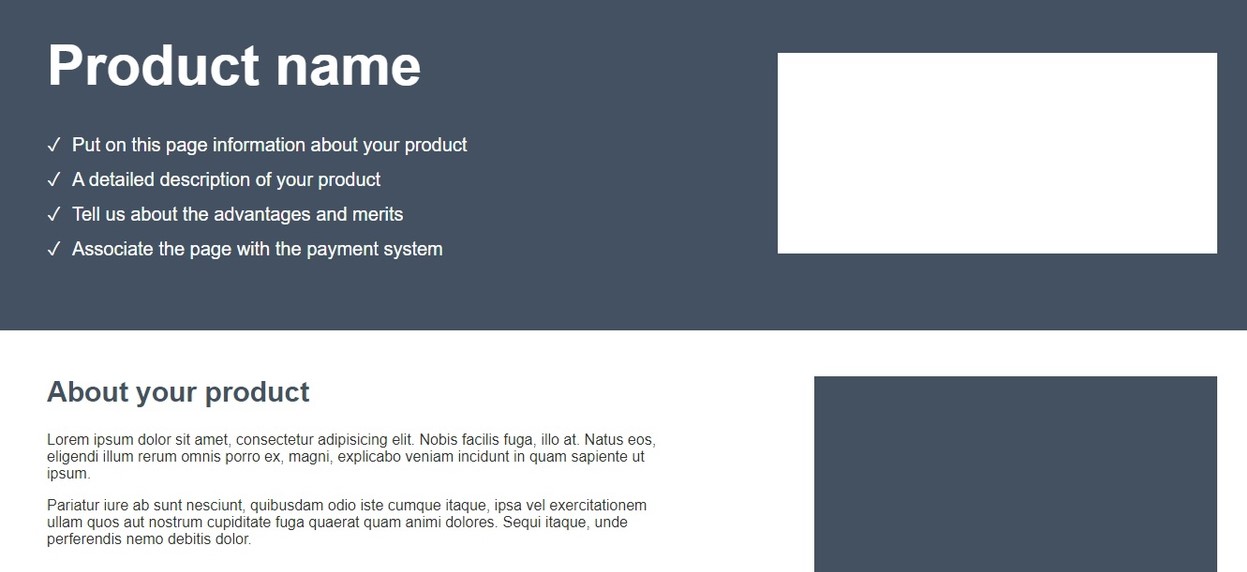 Product name
✓ Put on this page information about your product
✓ A detailed description of your product
✓ Tell us about the advantages and merits
✓ Associate the page with the payment system
About your product
Lorem ipsum dolor sit amet, consectetur adipisicing elit. Nobis facilis fuga, illo at. Natus eos,
eligendi illum rerum omnis porro ex, magni, explicabo veniam incidunt in quam sapiente ut
ipsum.
Pariatur iure ab sunt nesciunt, quibusdam odio iste cumque itaque, ipsa vel exercitationem
ullam quos aut nostrum cupiditate fuga quaerat quam animi dolores. Sequi itaque, unde
perferendis nemo debitis dolor.